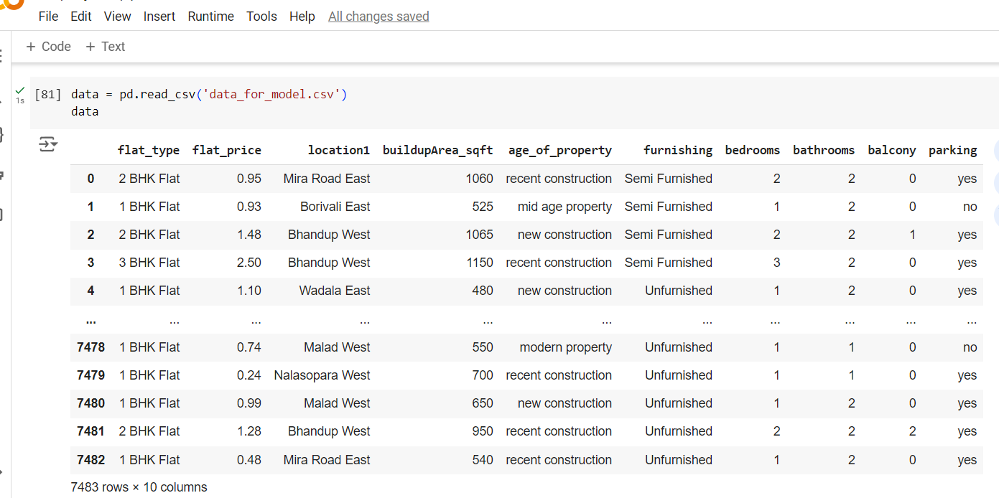 File Edit View Insert Runtime Tools Help All changes saved
+ Code + Text
[81] data = pd.read_csv('data_for_model.csv')
1s
data
flat_type flat_price location1 buildupArea_sqft age_of_property furnishing bedrooms bathrooms balcony parking
0 2 BHK Flat 0.95 Mira Road East 1060 recent construction Semi Furnished 2 2 0 yes
1 1 BHK Flat 0.93 Borivali East 525 mid age property Semi Furnished 1 2 0 no
2 2 BHK Flat 1.48 Bhandup West 1065 new construction Semi Furnished 2 2 1 yes
3 3 BHK Flat 2.50 Bhandup West 1150 recent construction Semi Furnished 3 2 0 yes
4 1 BHK Flat 1.10 Wadala East 480 new construction Unfurnished 1 2 0 yes
... ... ... ... ... ... ... ... ... ... ...
7478 1 BHK Flat 0.74 Malad West 550 modern property Unfurnished 1 1 0 no
7479 1 BHK Flat 0.24 Nalasopara West 700 recent construction Unfurnished 1 1 0 yes
7480 1 BHK Flat 0.99 Malad West 650 new construction Unfurnished 1 2 0 yes
7481 2 BHK Flat 1.28 Bhandup West 950 recent construction Unfurnished 2 2 2 yes
7482 1 BHK Flat 0.48 Mira Road East 540 recent construction Unfurnished 1 2 0 yes
7483 rows × 10 columns